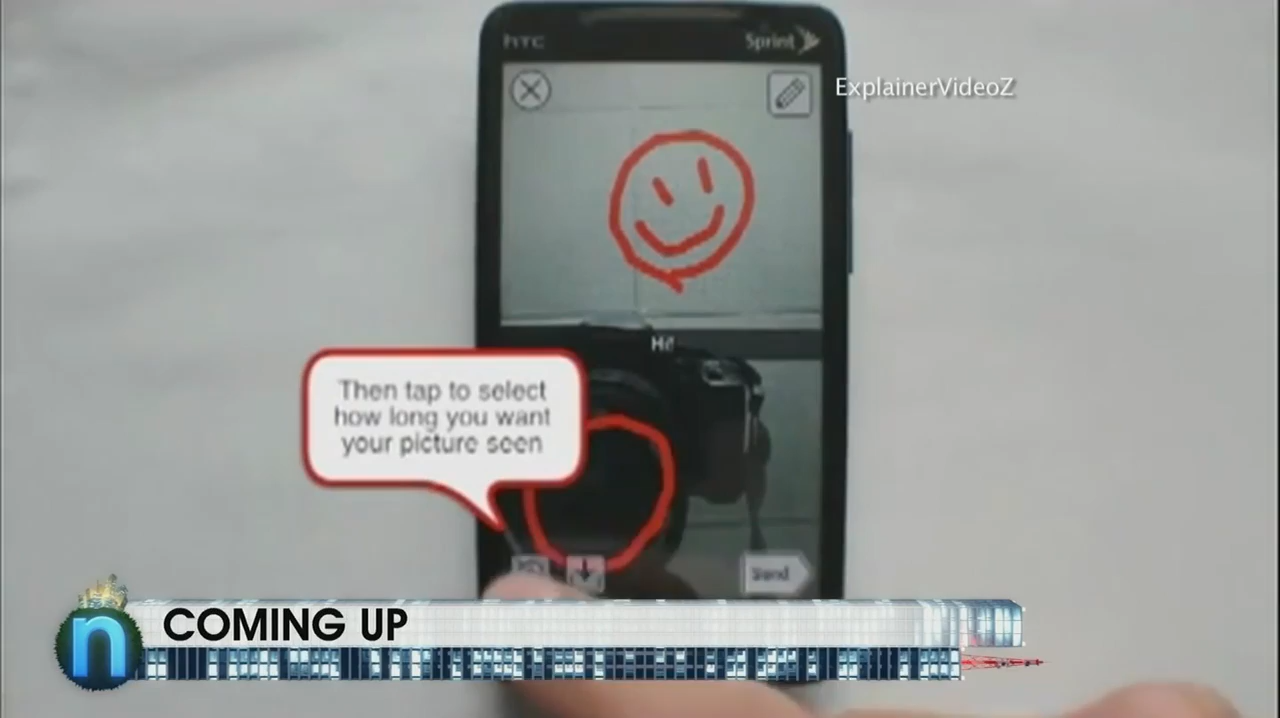 hTC
Sprint
ExplainerVideoZ
Hi!
Then tap to select
how long you want
your picture seen
Send
n
COMING UP